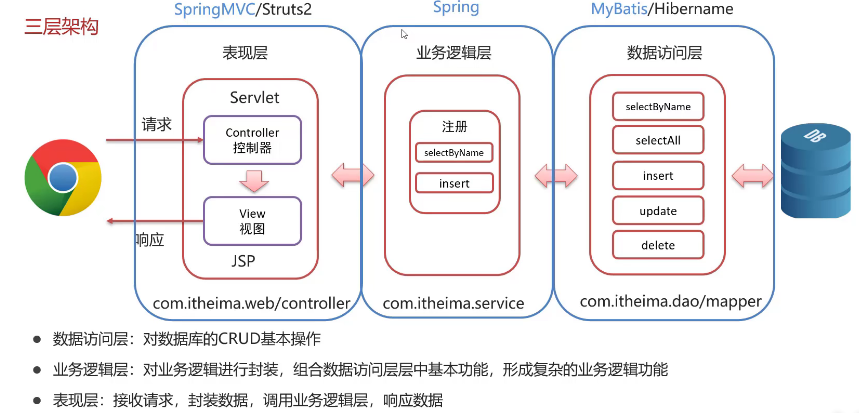 三层架构
SpringMVC/Struts2
Spring
MyBatis/Hibername
表现层
业务逻辑层
数据访问层
Servlet
请求
Controller
控制器
View
视图
响应
JSP
注册
selectByName
insert
selectByName
selectAll
insert
update
delete
DB
com.itheima.web/controller
com.itheima.service
com.itheima.dao/mapper
● 数据访问层：对数据库的CRUD基本操作
● 业务逻辑层：对业务逻辑进行封装，组合数据访问层层中基本功能，形成复杂的业务逻辑功能
● 表现层：接收请求，封装数据，调用业务逻辑层，响应数据